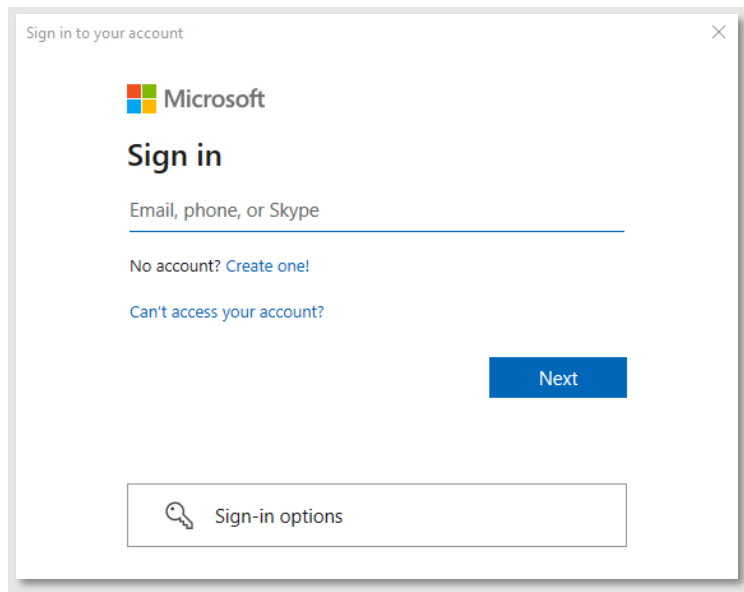 Sign in to your account
Microsoft
Sign in
Email, phone, or Skype
No account? Create one!
Can't access your account?
Next
Sign-in options